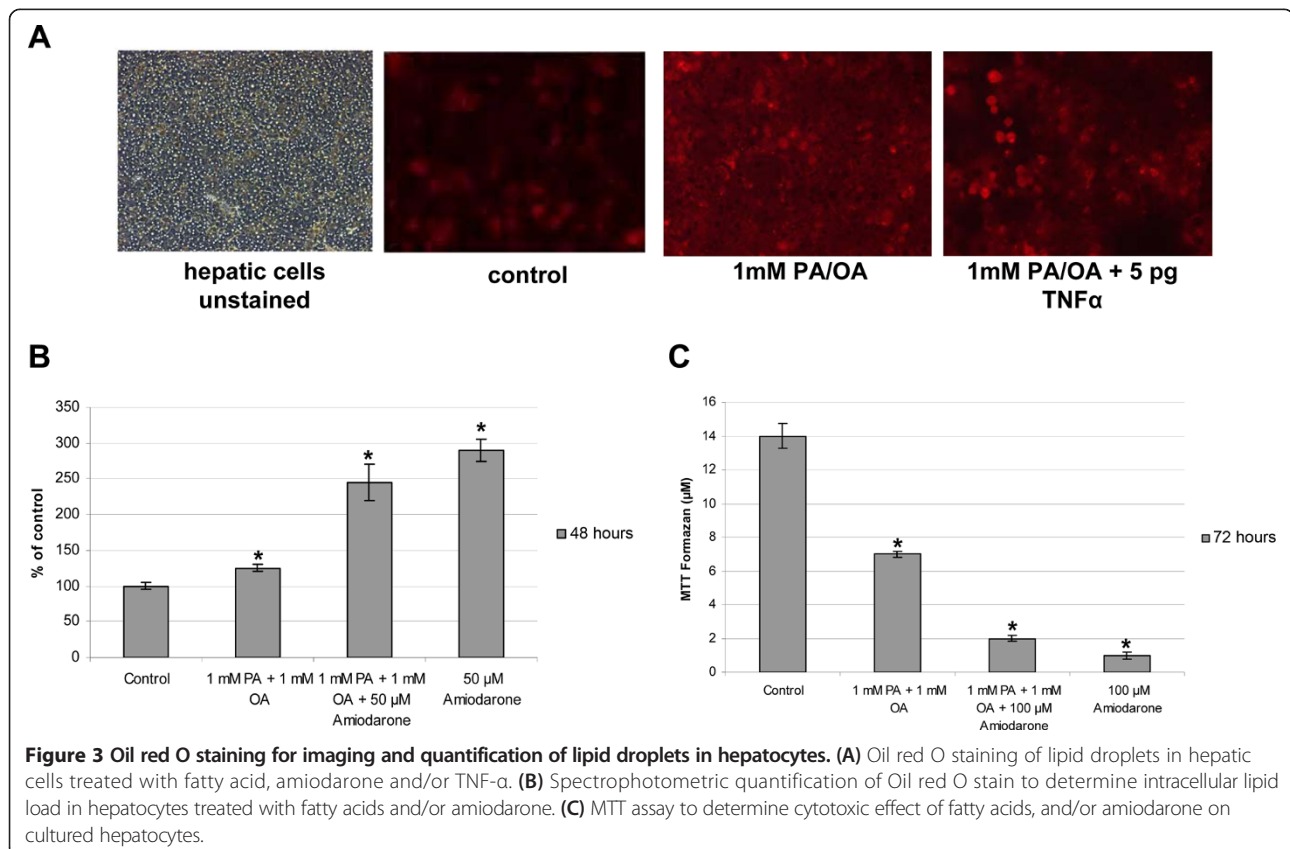 A
hepatic cells
unstained
control
1mM PA/OA
1mM PA/OA + 5 pg
TNFα
B
% of control
350
300
250
200
150
100
50
0
*
*
*
Control
1 mM PA + 1 mM
OA
1 mM PA + 1 mM
OA + 50 µM
Amiodarone
50 µM
Amiodarone
48 hours
C
MTT Formazan (µM)
16
14
12
10
8
6
4
2
0
*
*
*
Control
1 mM PA + 1 mM
OA
1 mM PA + 1 mM
OA + 100 µM
Amiodarone
100 µM
Amiodarone
72 hours
Figure 3 Oil red O staining for imaging and quantification of lipid droplets in hepatocytes. (A) Oil red O staining of lipid droplets in hepatic
cells treated with fatty acid, amiodarone and/or TNF-α. (B) Spectrophotometric quantification of Oil red O stain to determine intracellular lipid
load in hepatocytes treated with fatty acids and/or amiodarone. (C) MTT assay to determine cytotoxic effect of fatty acids, and/or amiodarone on
cultured hepatocytes.